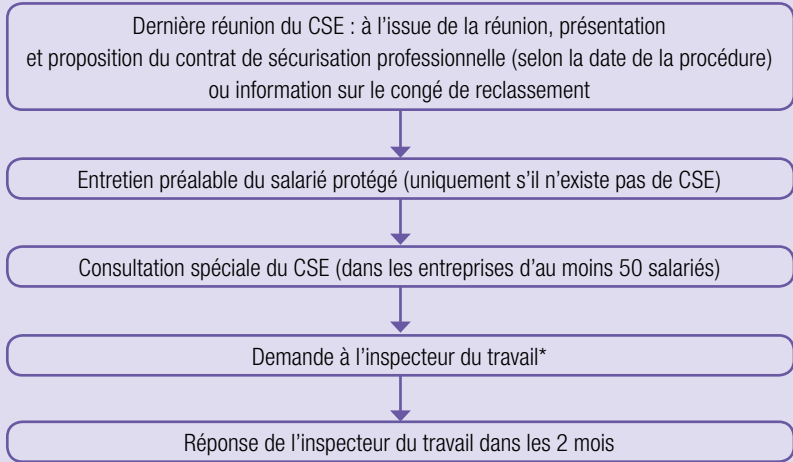 Dernière réunion du CSE : à l’issue de la réunion, présentation
et proposition du contrat de sécurisation professionnelle (selon la date de la procédure)
ou information sur le congé de reclassement
Entretien préalable du salarié protégé (uniquement s’il n’existe pas de CSE)
Consultation spéciale du CSE (dans les entreprises d’au moins 50 salariés)
Demande à l’inspecteur du travail*
Réponse de l’inspecteur du travail dans les 2 mois